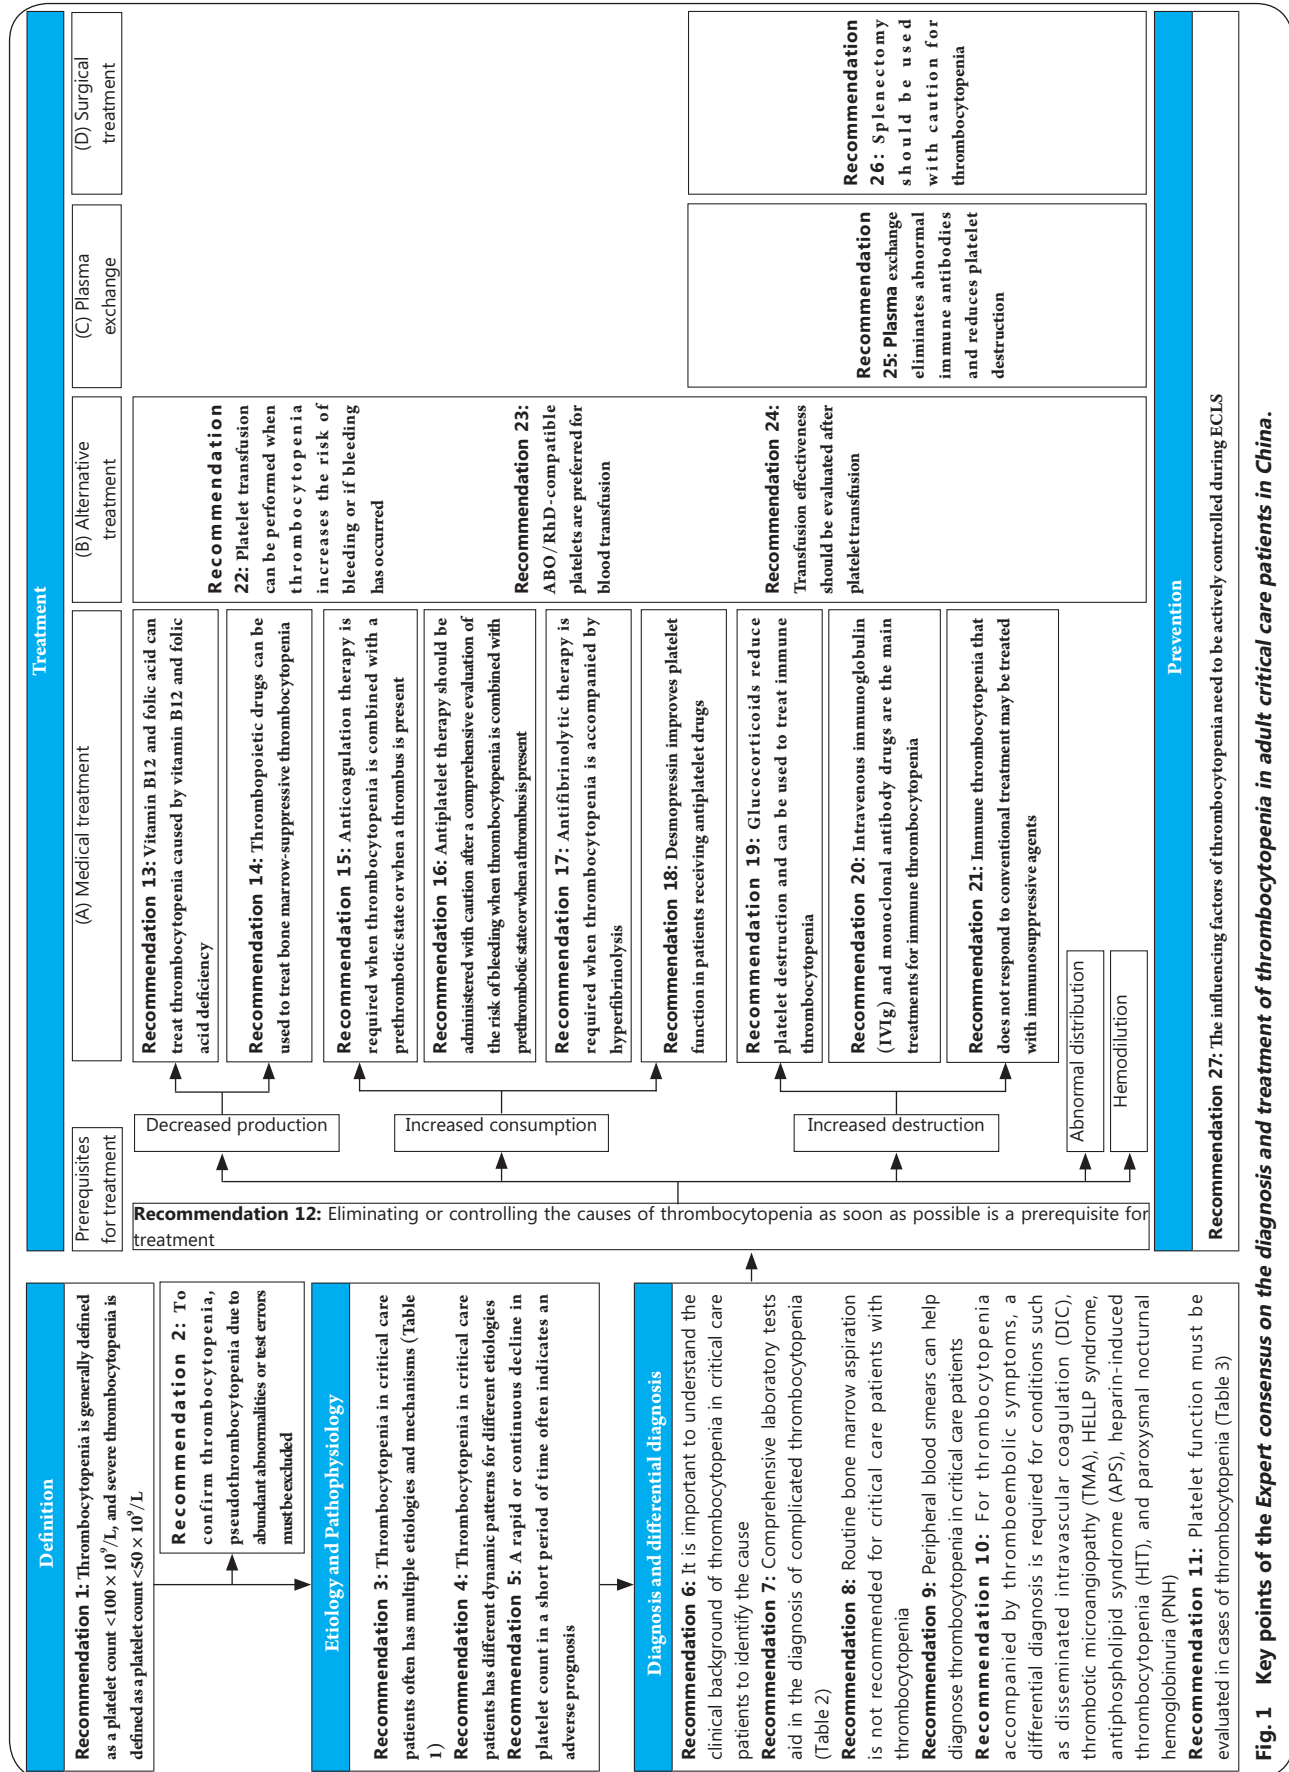 Definition
Recommendation 1: Thrombocytopenia is generally defined
as a platelet count <100 × 10⁹/L, and severe thrombocytopenia is
defined as a platelet count <50 × 10⁹/L
Recommendation 2: To
confirm thrombocytopenia,
pseudothrombocytopenia due to
abundant abnormalities or test errors
must be excluded
Etiology and Pathophysiology
Recommendation 3: Thrombocytopenia in critical care
patients often has multiple etiologies and mechanisms (Table
1)
Recommendation 4: Thrombocytopenia in critical care
patients has different dynamic patterns for different etiologies
Recommendation 5: A rapid or continuous decline in
platelet count in a short period of time often indicates an
adverse prognosis
Diagnosis and differential diagnosis
Recommendation 6: It is important to understand the
clinical background of thrombocytopenia in critical care
patients to identify the cause
Recommendation 7: Comprehensive laboratory tests
aid in the diagnosis of complicated thrombocytopenia
(Table 2)
Recommendation 8: Routine bone marrow aspiration
is not recommended for critical care patients with
thrombocytopenia
Recommendation 9: Peripheral blood smears can help
diagnose thrombocytopenia in critical care patients
Recommendation 10: For thrombocytopenia
accompanied by thromboembolic symptoms, a
differential diagnosis is required for conditions such
as disseminated intravascular coagulation (DIC),
thrombotic microangiopathy (TMA), HELLP syndrome,
antiphospholipid syndrome (APS), heparin-induced
thrombocytopenia (HIT), and paroxysmal nocturnal
hemoglobinuria (PNH)
Recommendation 11: Platelet function must be
evaluated in cases of thrombocytopenia (Table 3)
Treatment
Prerequisites
for treatment
(A) Medical treatment
(B) Alternative
treatment
(C) Plasma
exchange
(D) Surgical
treatment
Recommendation 12: Eliminating or controlling the causes of thrombocytopenia as soon as possible is a prerequisite for
treatment
Decreased production
Increased consumption
Increased destruction
Abnormal distribution
Hemodilution
Recommendation 13: Vitamin B12 and folic acid can
treat thrombocytopenia caused by vitamin B12 and folic
acid deficiency
Recommendation 14: Thrombopoietic drugs can be
used to treat bone marrow-suppressive thrombocytopenia
Recommendation 15: Anticoagulation therapy is
required when thrombocytopenia is combined with a
prethrombotic state or when a thrombus is present
Recommendation 16: Antiplatelet therapy should be
administered with caution after a comprehensive evaluation of
the risk of bleeding when thrombocytopenia is combined with
prethrombotic state or when a thrombus is present
Recommendation 17: Antifibrinolytic therapy is
required when thrombocytopenia is accompanied by
hyperfibrinolysis
Recommendation 18: Desmopressin improves platelet
function in patients receiving antiplatelet drugs
Recommendation 19: Glucocorticoids reduce
platelet destruction and can be used to treat immune
thrombocytopenia
Recommendation 20: Intravenous immunoglobulin
(IVIg) and monoclonal antibody drugs are the main
treatments for immune thrombocytopenia
Recommendation 21: Immune thrombocytopenia that
does not respond to conventional treatment may be treated
with immunosuppressive agents
Recommendation
22: Platelet transfusion
can be performed when
thrombocytopenia
increases the risk of
bleeding or if bleeding
has occurred
Recommendation 23:
ABO/RhD-compatible
platelets are preferred for
blood transfusion
Recommendation 24:
Transfusion effectiveness
should be evaluated after
platelet transfusion
Recommendation
25: Plasma exchange
eliminates abnormal
immune antibodies
and reduces platelet
destruction
Recommendation
26: Splenectomy
should be used
with caution for
thrombocytopenia
Prevention
Recommendation 27: The influencing factors of thrombocytopenia need to be actively controlled during ECLS
Fig. 1 Key points of the Expert consensus on the diagnosis and treatment of thrombocytopenia in adult critical care patients in China.